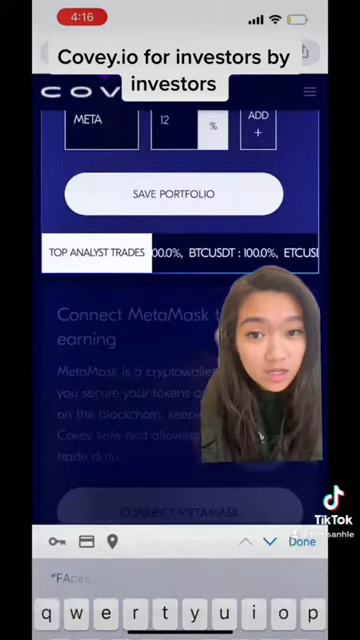 4:16
Covey.io for investors by
investors
COV
META
12
%
ADD
+
SAVE PORTFOLIO
TOP ANALYST TRADES
00.0%, BTCUSDT : 100.0%, ETCUS
Connect MetaMask t
earning
MetaMask is a cryptowalle
you secure your tokens a
on the blockchain, keepi
Covey safe and allowing
trade data.
CONNECT METAMASK
TikTok
Done
"FAcec
q w e r t y u i o p